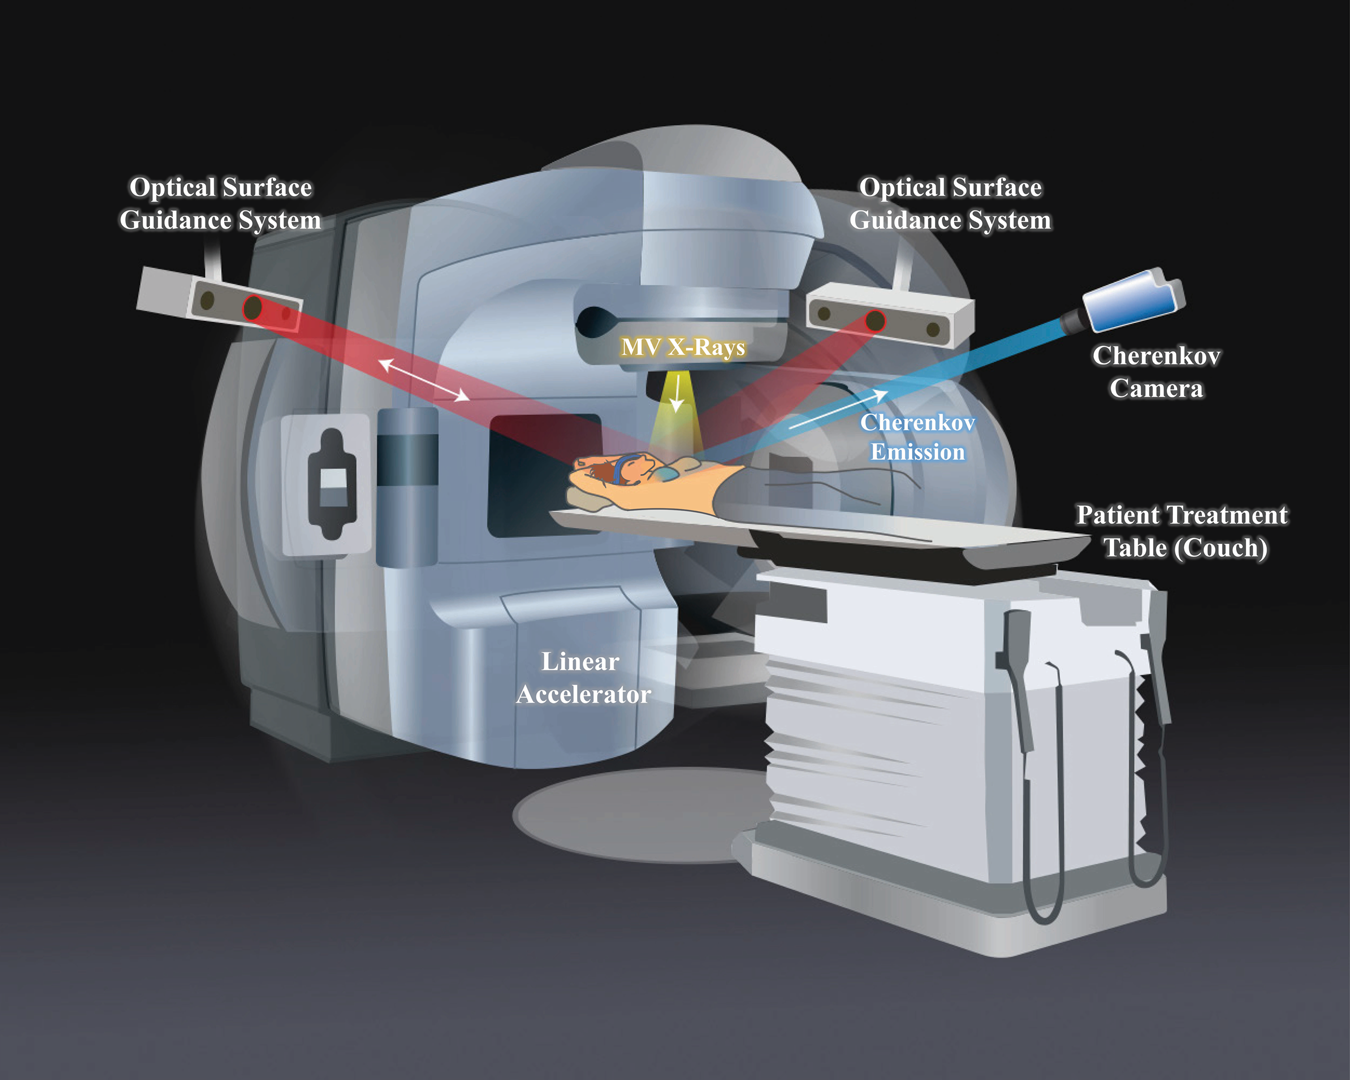 Optical Surface
Guidance System
Optical Surface
Guidance System
MV X-Rays
Cherenkov
Camera
Cherenkov
Emission
Patient Treatment
Table (Couch)
Linear
Accelerator